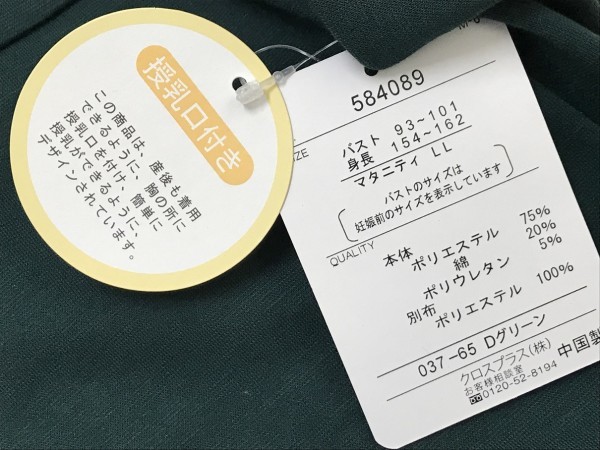 授乳口付き
この商品は、産後も着用
できるように、胸の所に
授乳口を付け、簡単に
授乳ができるように、
デザインされています。
584089
バスト 93~101
身長 154~162
マタニティ LL
バストのサイズは
妊娠前のサイズを表示しています
QUALITY
本体 ポリエステル 75%
綿 20%
ポリウレタン 5%
別布 ポリエステル 100%
037-65 Dグリーン
クロスプラス(株) 中国製
お客様相談室
0120-52-8194